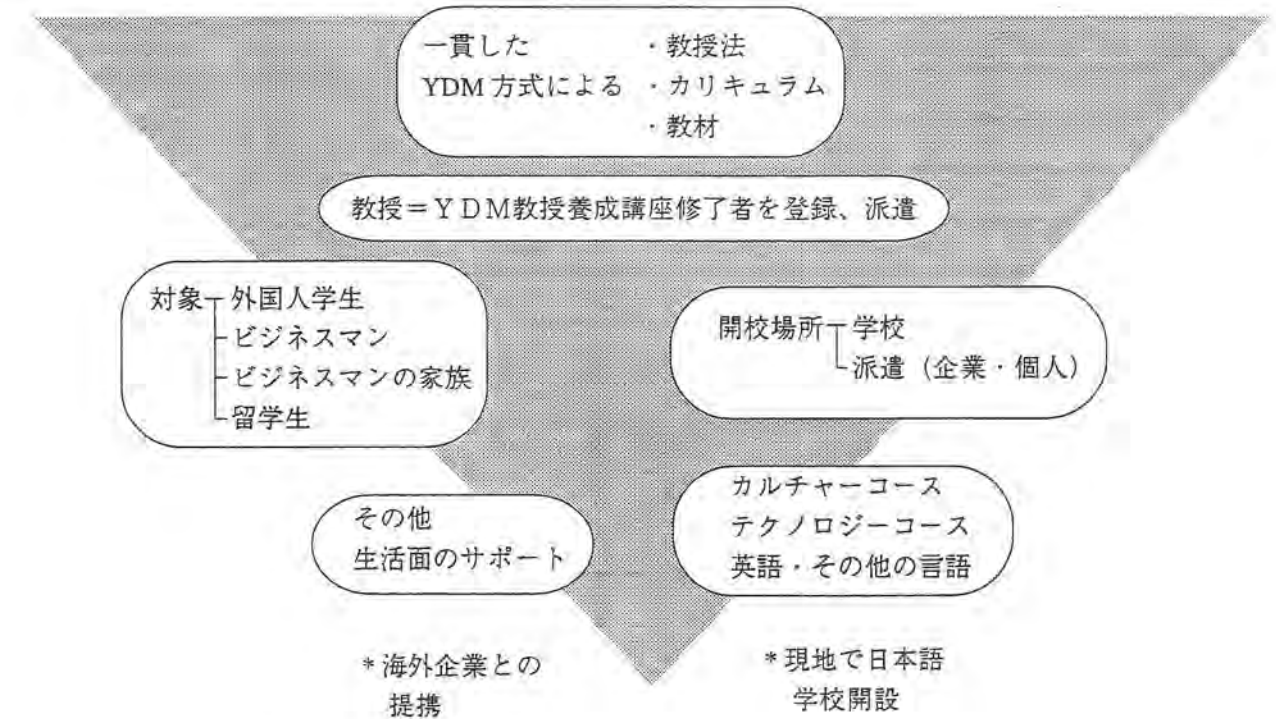 一貫した ・教授法
YDM 方式による ・カリキュラム
・教材
教授=YDM教授養成講座修了者を登録、派遣
対象 外国人学生
ビジネスマン
ビジネスマンの家族
留学生
開校場所 学校
派遣(企業・個人)
その他
生活面のサポート
カルチャーコース
テクノロジーコース
英語・その他の言語
*海外企業との
提携
*現地で日本語
学校開設